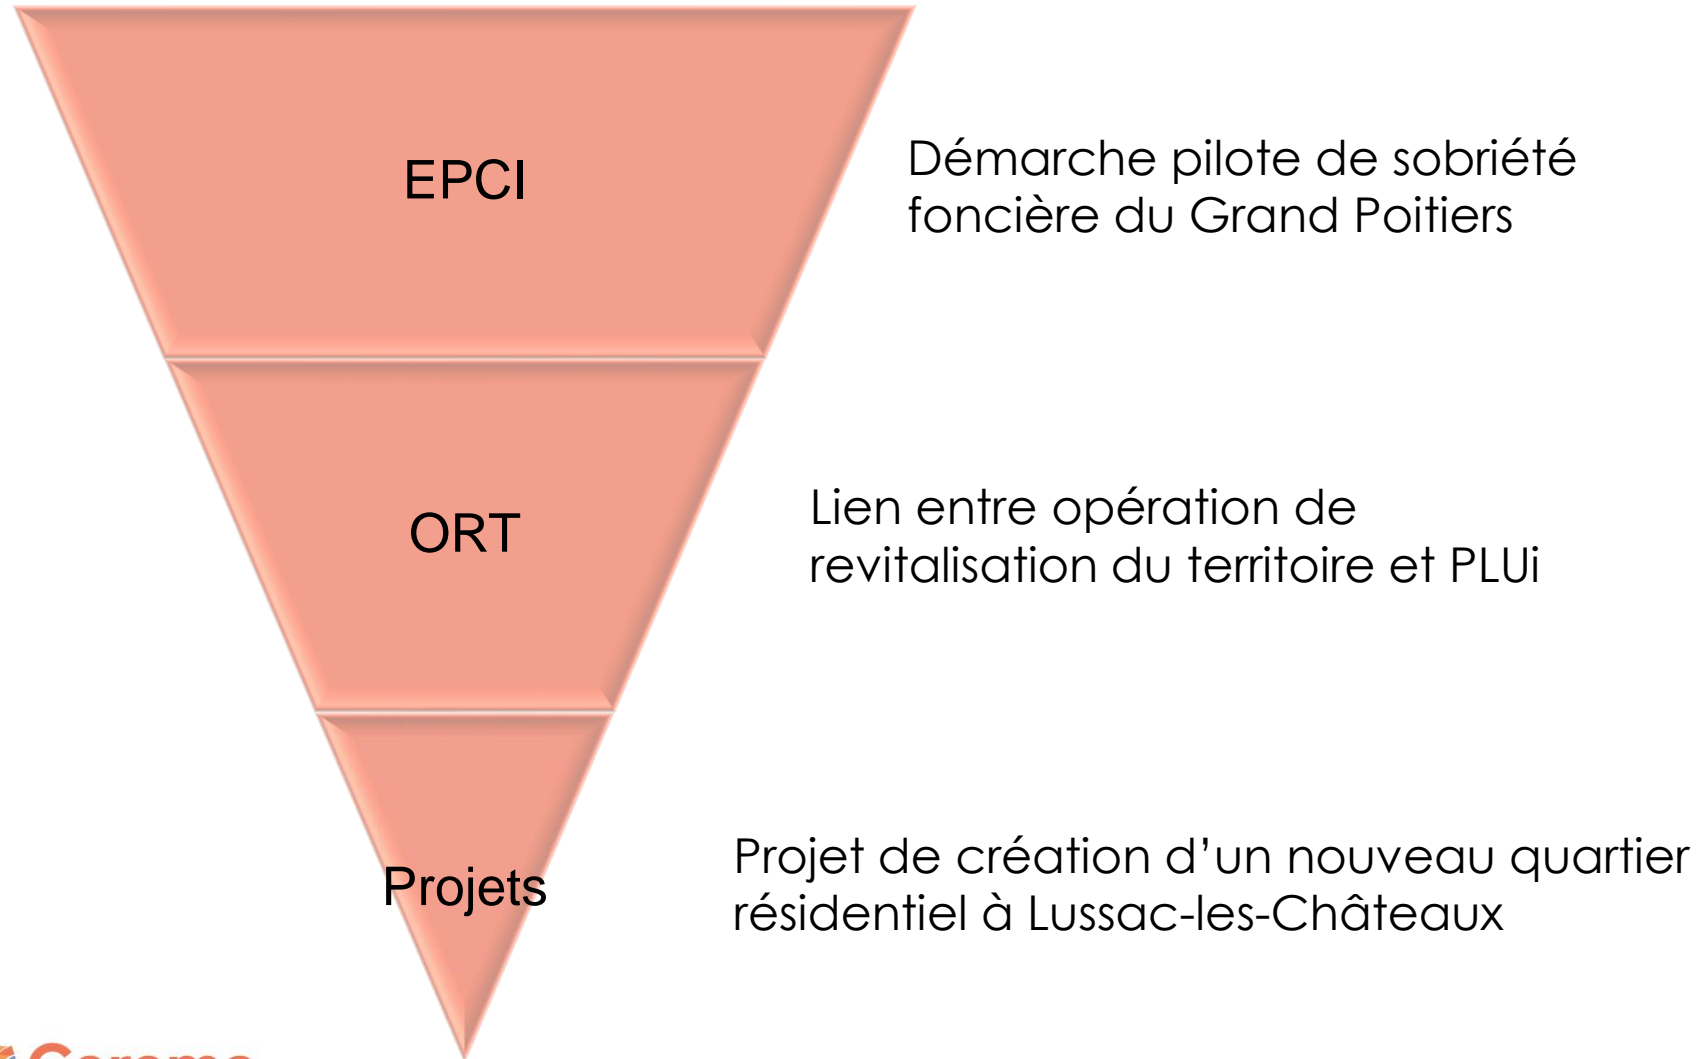 EPCI
Démarche pilote de sobriété
foncière du Grand Poitiers
ORT
Lien entre opération de
revitalisation du territoire et PLUi
Projets
Projet de création d’un nouveau quartier
résidentiel à Lussac-les-Châteaux